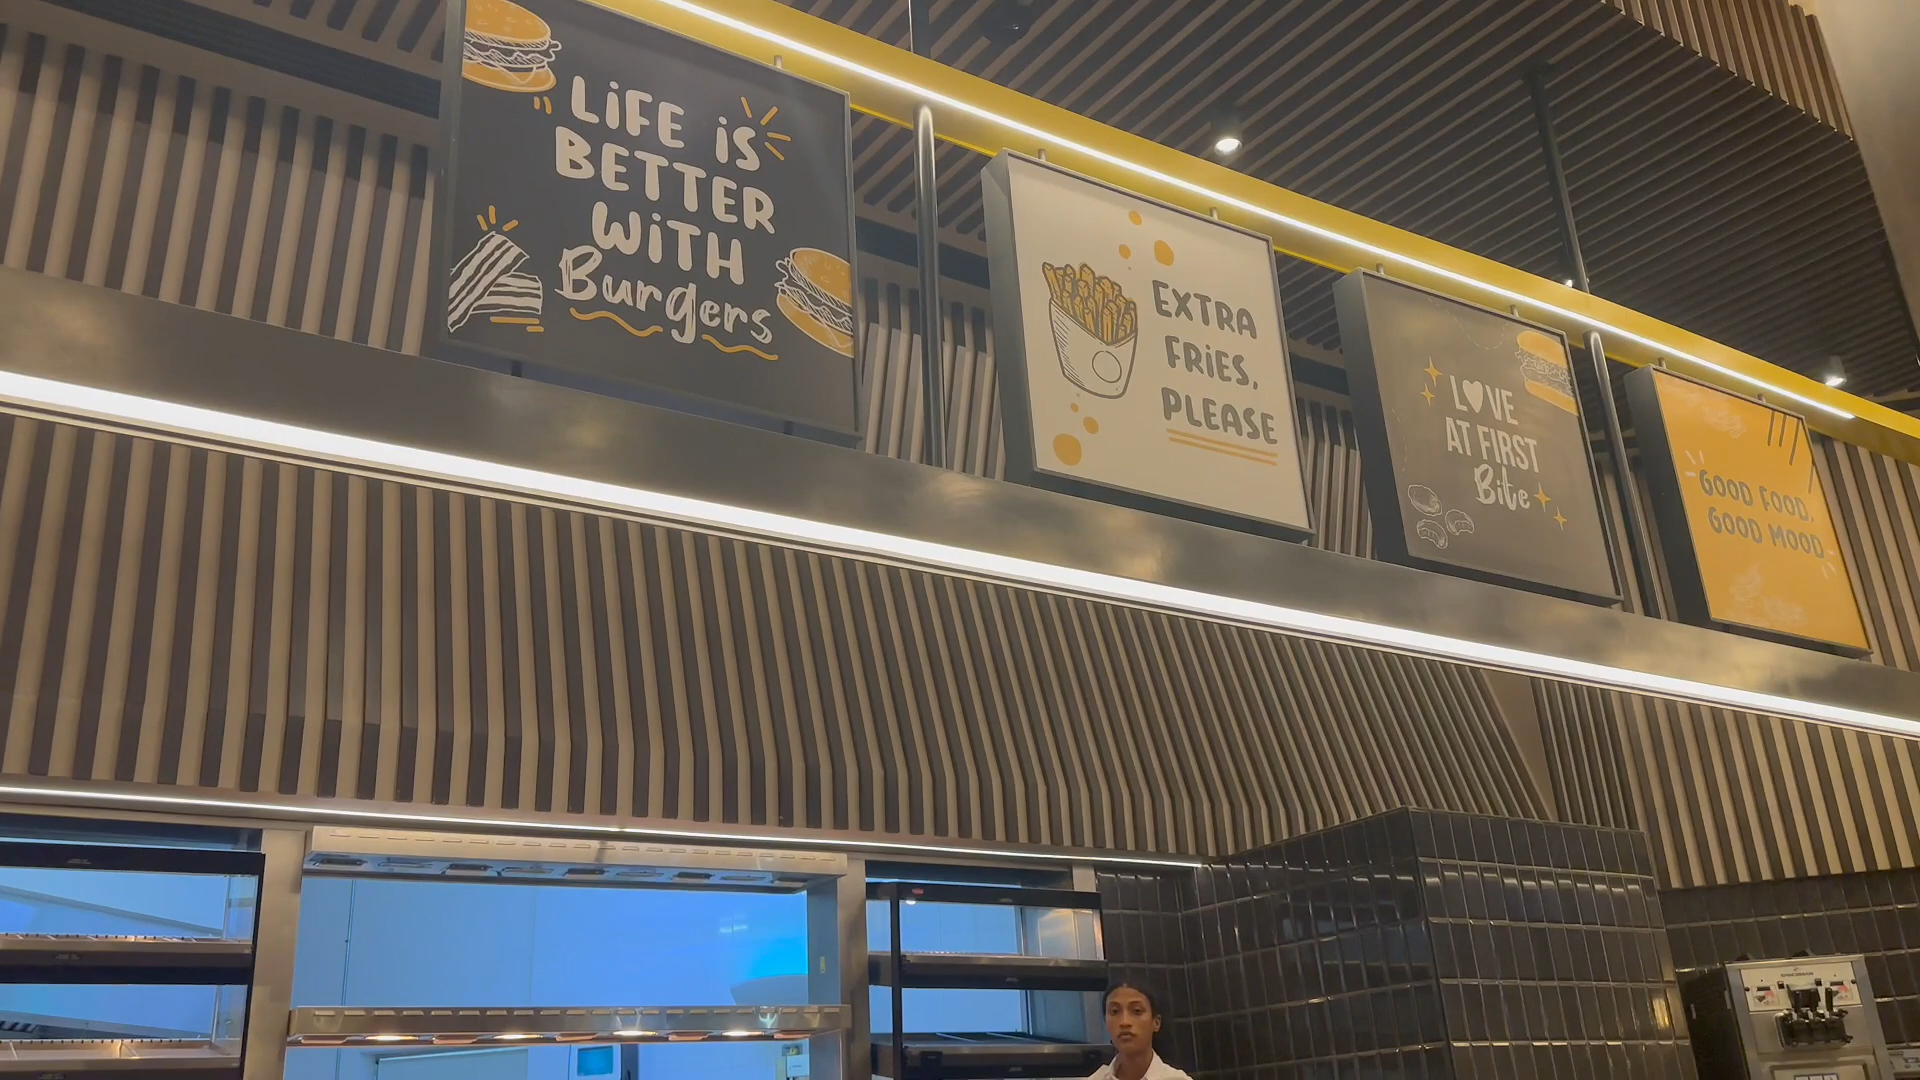 LiFE iS
BETTER
WiTH
Burgers
EXTRA
FRiES,
PLEASE
LOVE
AT FIRST
Bite
GOOD FOOD,
GOOD MOOD